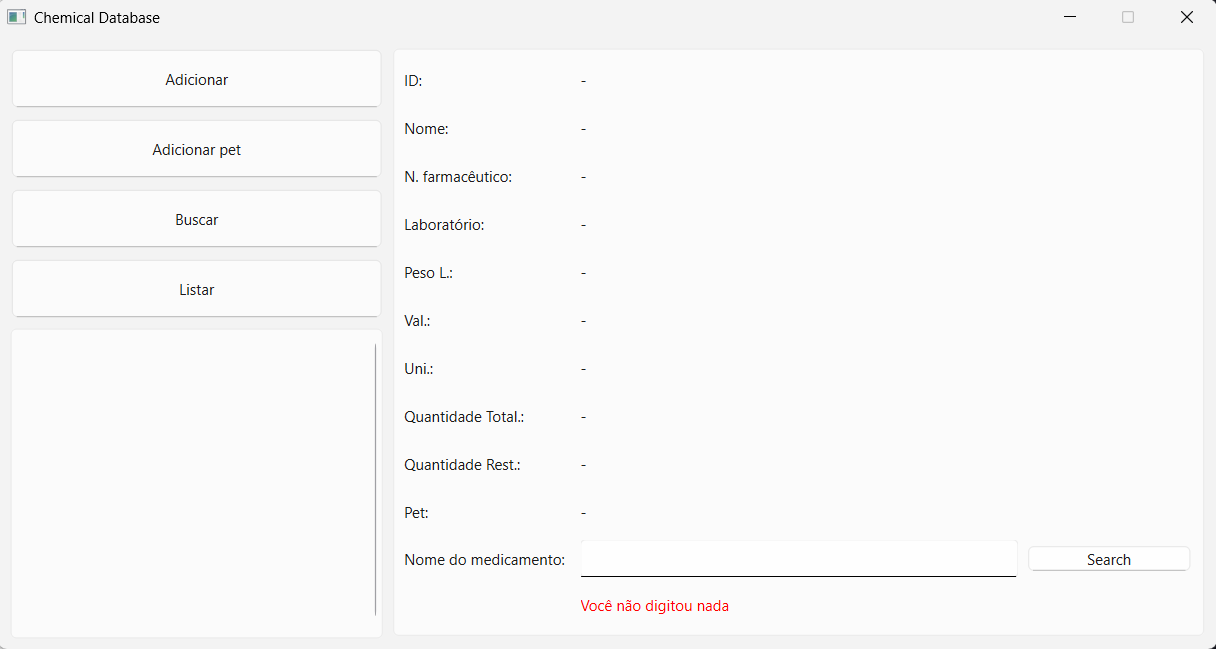 Chemical Database
Adicionar
Adicionar pet
Buscar
Listar
ID: -
Nome: -
N. farmacêutico: -
Laboratório: -
Peso L.: -
Val.: -
Uni.: -
Quantidade Total.: -
Quantidade Rest.: -
Pet: -
Nome do medicamento: Search
Você não digitou nada